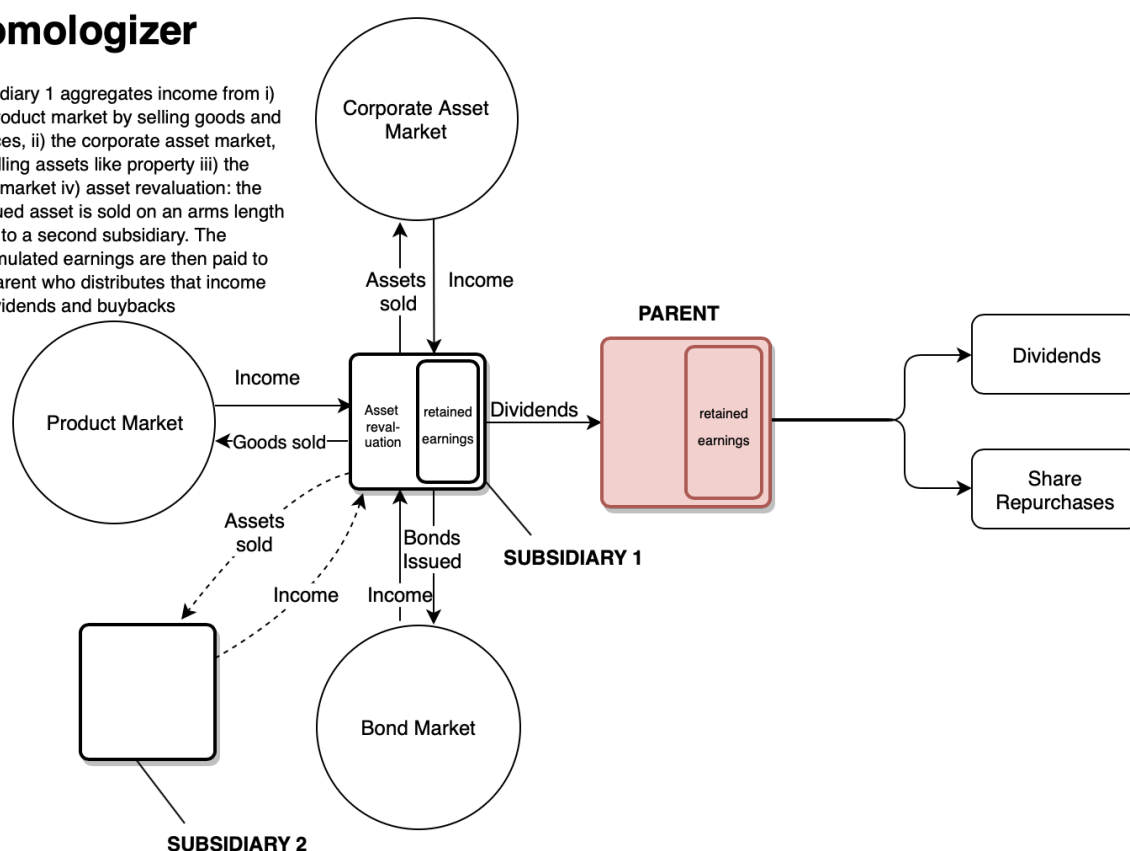 omologizer
diary 1 aggregates income from i)
oduct market by selling goods and
es, ii) the corporate asset market,
lling assets like property iii) the
market iv) asset revaluation: the
ued asset is sold on an arms length
to a second subsidiary. The
mulated earnings are then paid to
arent who distributes that income
vidends and buybacks
Corporate Asset
Market
Assets
sold
Income
PARENT
Dividends
Income
Product Market
Goods sold
Asset
reval-
uation
retained
earnings
Dividends
retained
earnings
Share
Repurchases
Assets
sold
Income
Income
Bonds
Issued
SUBSIDIARY 1
Bond Market
SUBSIDIARY 2